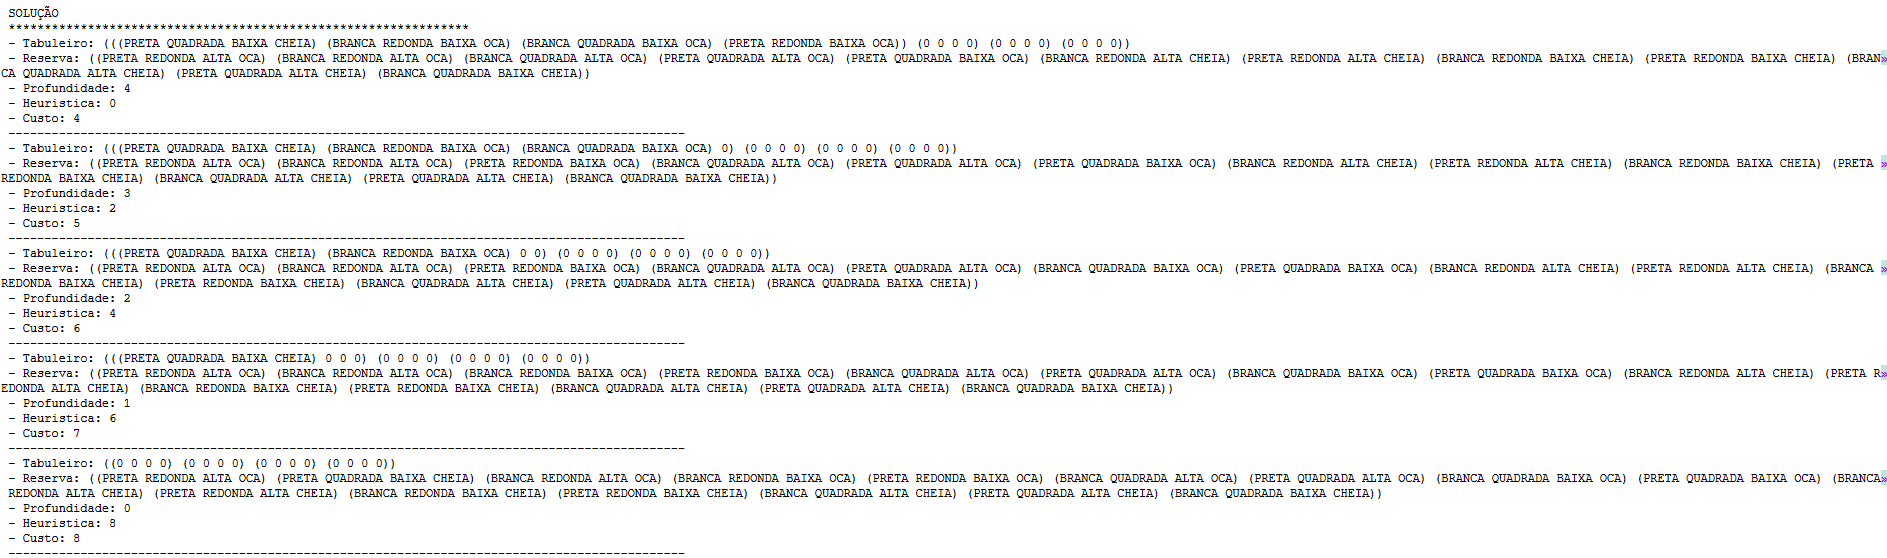 SOLUÇÃO
****************************************************************
- Tabuleiro: (((PRETA QUADRADA BAIXA CHEIA) (BRANCA REDONDA BAIXA OCA) (BRANCA QUADRADA BAIXA OCA) (PRETA REDONDA BAIXA OCA)) (0 0 0 0) (0 0 0 0) (0 0 0 0))
- Reserva: ((PRETA REDONDA ALTA OCA) (BRANCA REDONDA ALTA OCA) (BRANCA QUADRADA ALTA OCA) (PRETA QUADRADA ALTA OCA) (PRETA QUADRADA BAIXA OCA) (BRANCA REDONDA ALTA CHEIA) (PRETA REDONDA ALTA CHEIA) (BRANCA REDONDA BAIXA CHEIA) (PRETA REDONDA BAIXA CHEIA) (BRAN»
CA QUADRADA ALTA CHEIA) (PRETA QUADRADA ALTA CHEIA) (BRANCA QUADRADA BAIXA CHEIA))
- Profundidade: 4
- Heuristica: 0
- Custo: 4
----------------------------------------------------------------------------------------------
- Tabuleiro: (((PRETA QUADRADA BAIXA CHEIA) (BRANCA REDONDA BAIXA OCA) (BRANCA QUADRADA BAIXA OCA) 0) (0 0 0 0) (0 0 0 0) (0 0 0 0))
- Reserva: ((PRETA REDONDA ALTA OCA) (BRANCA REDONDA ALTA OCA) (PRETA REDONDA BAIXA OCA) (BRANCA QUADRADA ALTA OCA) (PRETA QUADRADA ALTA OCA) (PRETA QUADRADA BAIXA OCA) (BRANCA REDONDA ALTA CHEIA) (PRETA REDONDA ALTA CHEIA) (BRANCA REDONDA BAIXA CHEIA) (PRETA »
REDONDA BAIXA CHEIA) (BRANCA QUADRADA ALTA CHEIA) (PRETA QUADRADA ALTA CHEIA) (BRANCA QUADRADA BAIXA CHEIA))
- Profundidade: 3
- Heuristica: 2
- Custo: 5
----------------------------------------------------------------------------------------------
- Tabuleiro: (((PRETA QUADRADA BAIXA CHEIA) (BRANCA REDONDA BAIXA OCA) 0 0) (0 0 0 0) (0 0 0 0) (0 0 0 0))
- Reserva: ((PRETA REDONDA ALTA OCA) (BRANCA REDONDA ALTA OCA) (PRETA REDONDA BAIXA OCA) (BRANCA QUADRADA ALTA OCA) (PRETA QUADRADA ALTA OCA) (BRANCA QUADRADA BAIXA OCA) (PRETA QUADRADA BAIXA OCA) (BRANCA REDONDA ALTA CHEIA) (PRETA REDONDA ALTA CHEIA) (BRANCA »
REDONDA BAIXA CHEIA) (PRETA REDONDA BAIXA CHEIA) (BRANCA QUADRADA ALTA CHEIA) (PRETA QUADRADA ALTA CHEIA) (BRANCA QUADRADA BAIXA CHEIA))
- Profundidade: 2
- Heuristica: 4
- Custo: 6
----------------------------------------------------------------------------------------------
- Tabuleiro: (((PRETA QUADRADA BAIXA CHEIA) 0 0 0) (0 0 0 0) (0 0 0 0) (0 0 0 0))
- Reserva: ((PRETA REDONDA ALTA OCA) (BRANCA REDONDA ALTA OCA) (BRANCA REDONDA BAIXA OCA) (PRETA REDONDA BAIXA OCA) (BRANCA QUADRADA ALTA OCA) (PRETA QUADRADA ALTA OCA) (BRANCA QUADRADA BAIXA OCA) (PRETA QUADRADA BAIXA OCA) (BRANCA REDONDA ALTA CHEIA) (PRETA R»
EDONDA ALTA CHEIA) (BRANCA REDONDA BAIXA CHEIA) (PRETA REDONDA BAIXA CHEIA) (BRANCA QUADRADA ALTA CHEIA) (PRETA QUADRADA ALTA CHEIA) (BRANCA QUADRADA BAIXA CHEIA))
- Profundidade: 1
- Heuristica: 6
- Custo: 7
----------------------------------------------------------------------------------------------
- Tabuleiro: ((0 0 0 0) (0 0 0 0) (0 0 0 0) (0 0 0 0))
- Reserva: ((PRETA REDONDA ALTA OCA) (PRETA QUADRADA BAIXA CHEIA) (BRANCA REDONDA ALTA OCA) (BRANCA REDONDA BAIXA OCA) (PRETA REDONDA BAIXA OCA) (BRANCA QUADRADA ALTA OCA) (PRETA QUADRADA ALTA OCA) (BRANCA QUADRADA BAIXA OCA) (PRETA QUADRADA BAIXA OCA) (BRANCA»
REDONDA ALTA CHEIA) (PRETA REDONDA ALTA CHEIA) (BRANCA REDONDA BAIXA CHEIA) (PRETA REDONDA BAIXA CHEIA) (BRANCA QUADRADA ALTA CHEIA) (PRETA QUADRADA ALTA CHEIA) (BRANCA QUADRADA BAIXA CHEIA))
- Profundidade: 0
- Heuristica: 8
- Custo: 8
----------------------------------------------------------------------------------------------